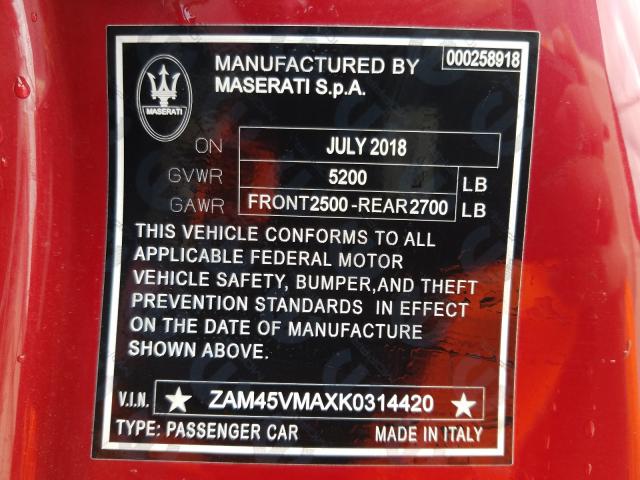 MANUFACTURED BY
MASERATI S.p.A.
000258918
MASERATI
ON JULY 2018
GVWR 5200 LB
GAWR FRONT2500-REAR2700 LB
THIS VEHICLE CONFORMS TO ALL
APPLICABLE FEDERAL MOTOR
VEHICLE SAFETY, BUMPER,AND THEFT
PREVENTION STANDARDS IN EFFECT
ON THE DATE OF MANUFACTURE
SHOWN ABOVE.
V.I.N. ★ ZAM45VMAXK0314420 ★
TYPE: PASSENGER CAR MADE IN ITALY